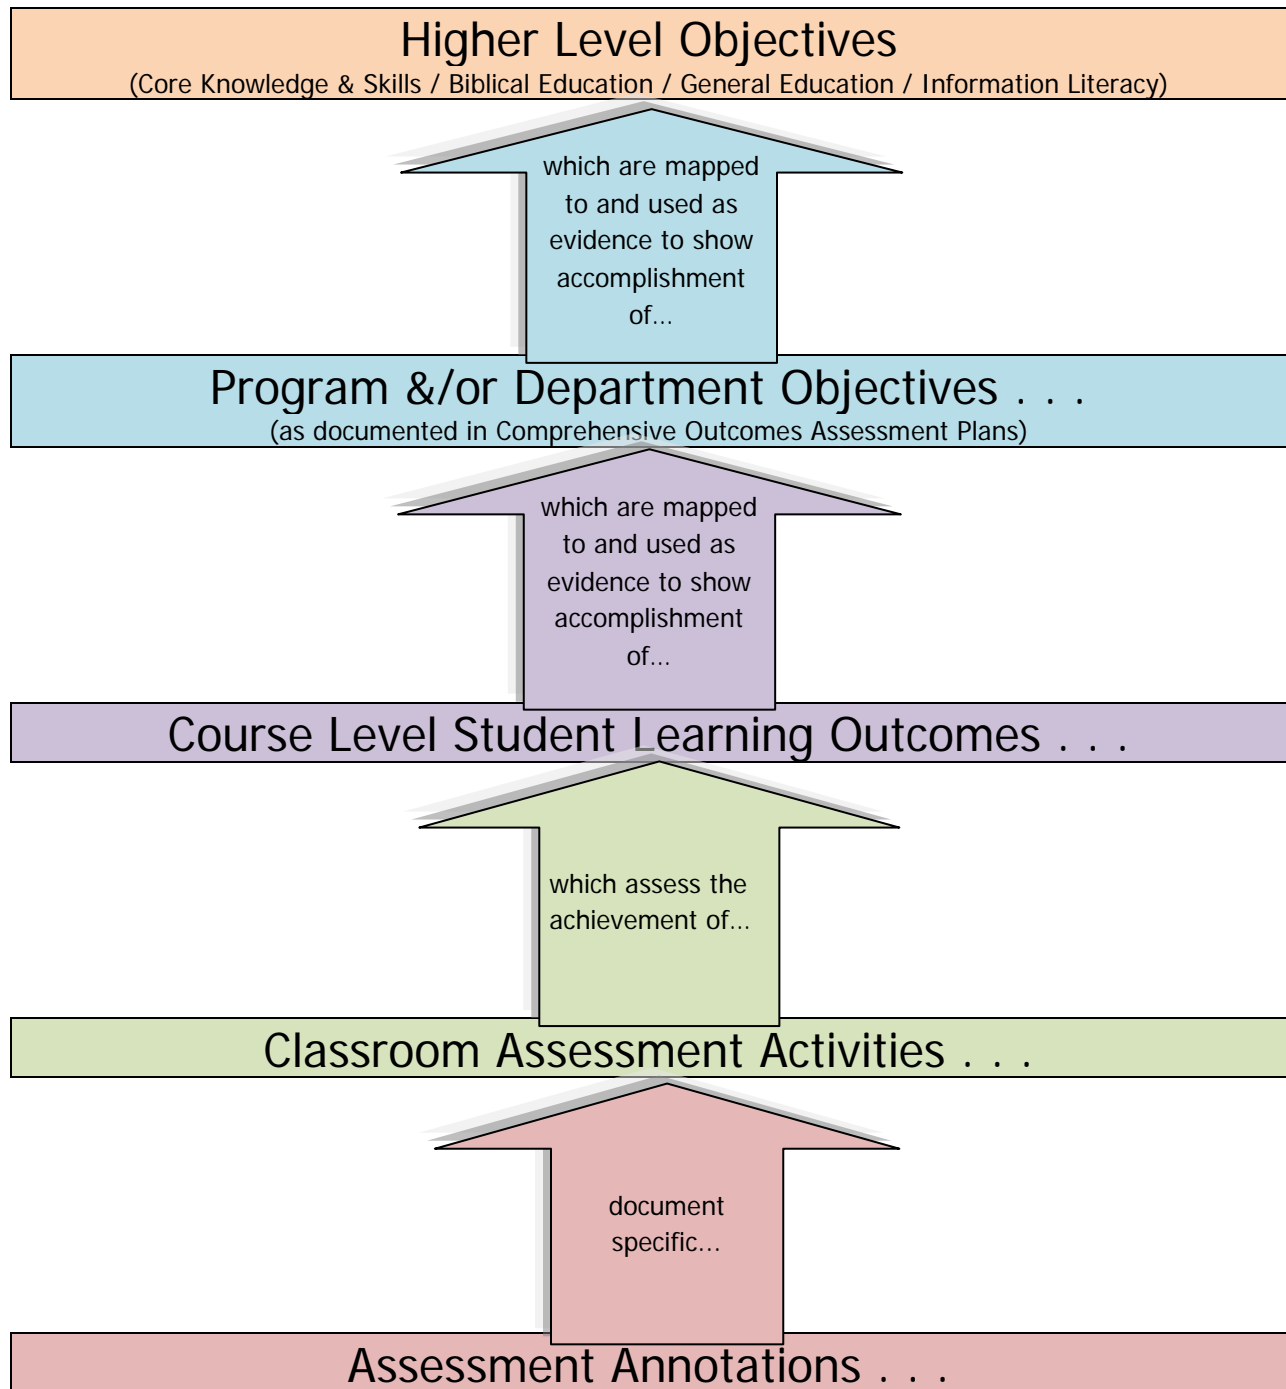 Higher Level Objectives
(Core Knowledge & Skills / Biblical Education / General Education / Information Literacy)
which are mapped
to and used as
evidence to show
accomplishment
of...
Program &/or Department Objectives . . .
(as documented in Comprehensive Outcomes Assessment Plans)
which are mapped
to and used as
evidence to show
accomplishment
of...
Course Level Student Learning Outcomes . . .
which assess the
achievement of...
Classroom Assessment Activities . . .
document
specific...
Assessment Annotations . . .